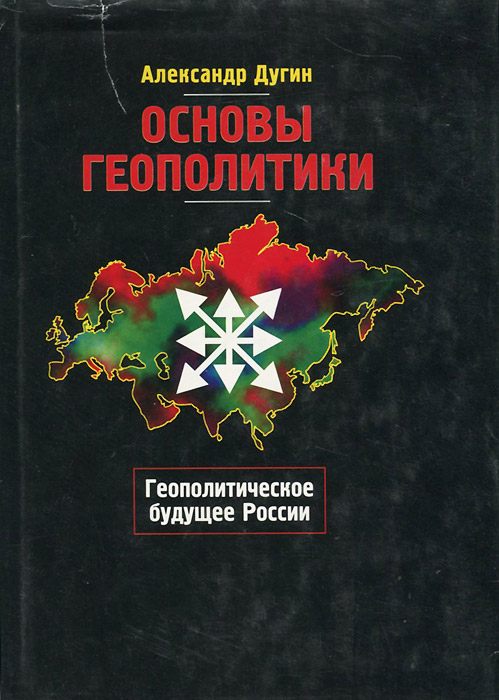 Александр Дугин
ОСНОВЫ
ГЕОПОЛИТИКИ
Геополитическое
будущее России